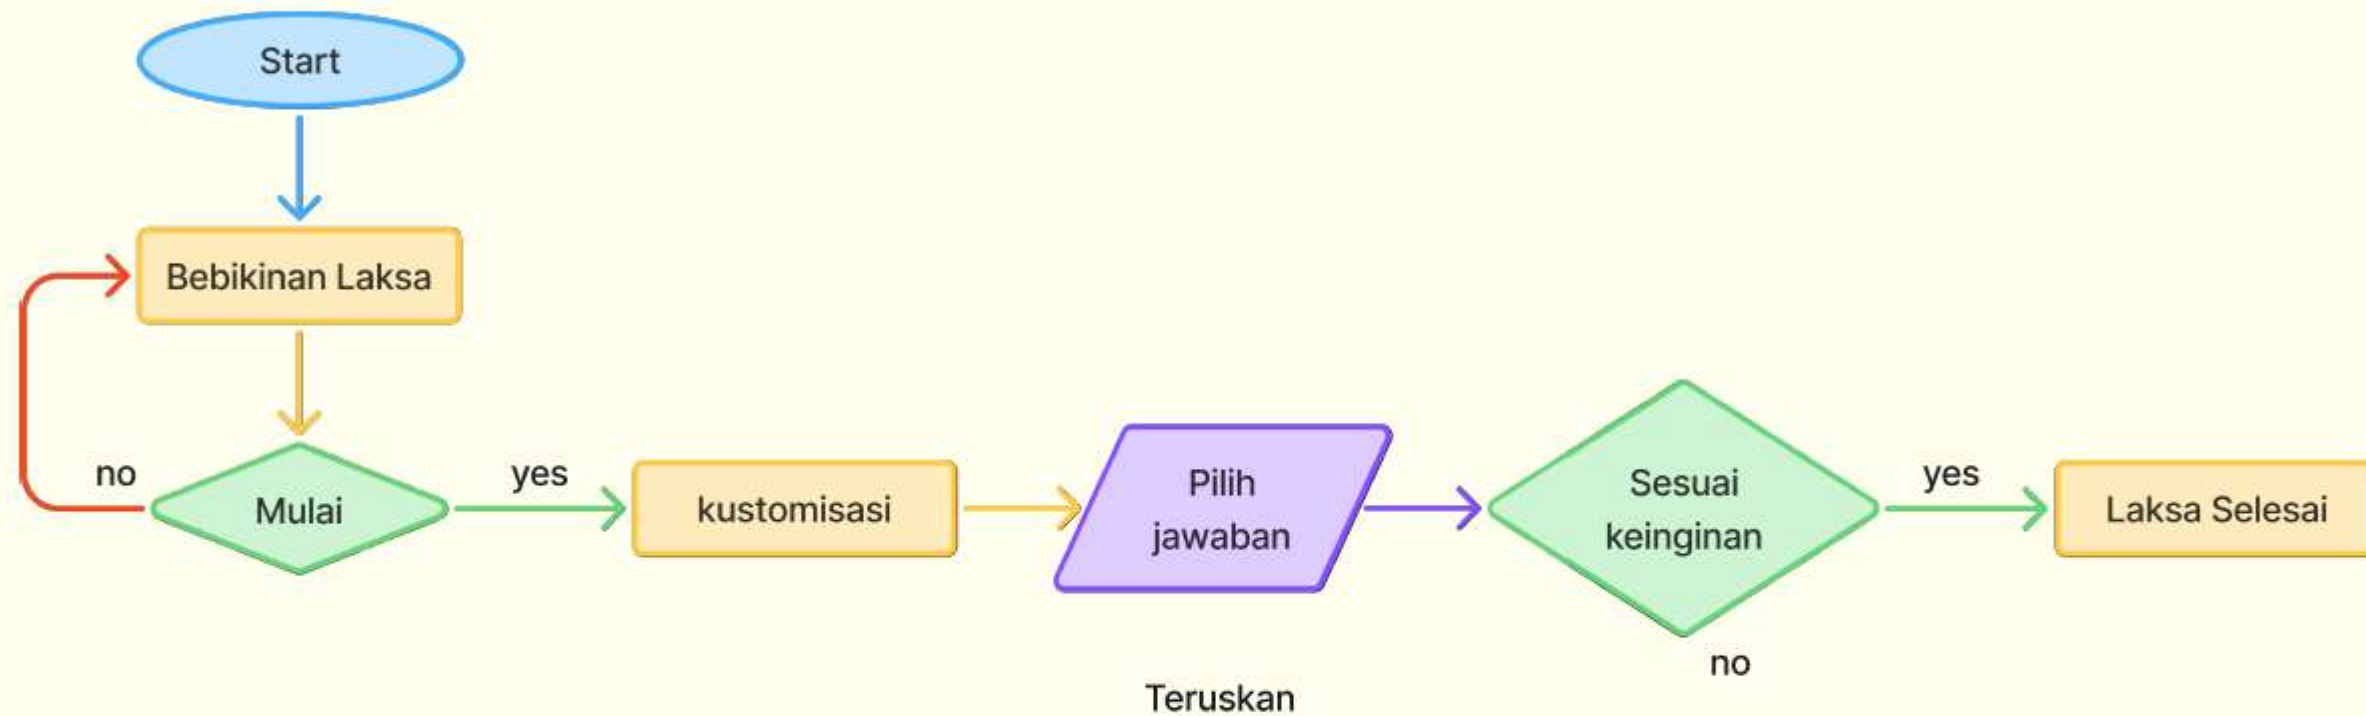 Start
Bebikinan Laksa
no
Mulai
yes
kustomisasi
Pilih
jawaban
Sesuai
keinginan
yes
Laksa Selesai
no
Teruskan